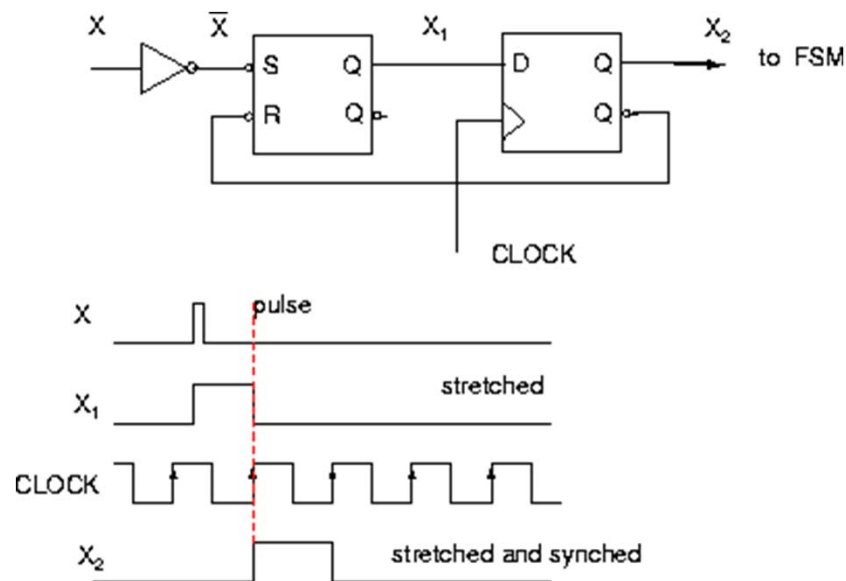 X X̅ X₁ X₂
S Q D Q to FSM
R Q Q
CLOCK
X pulse
X₁ stretched
CLOCK
X₂ stretched and synched